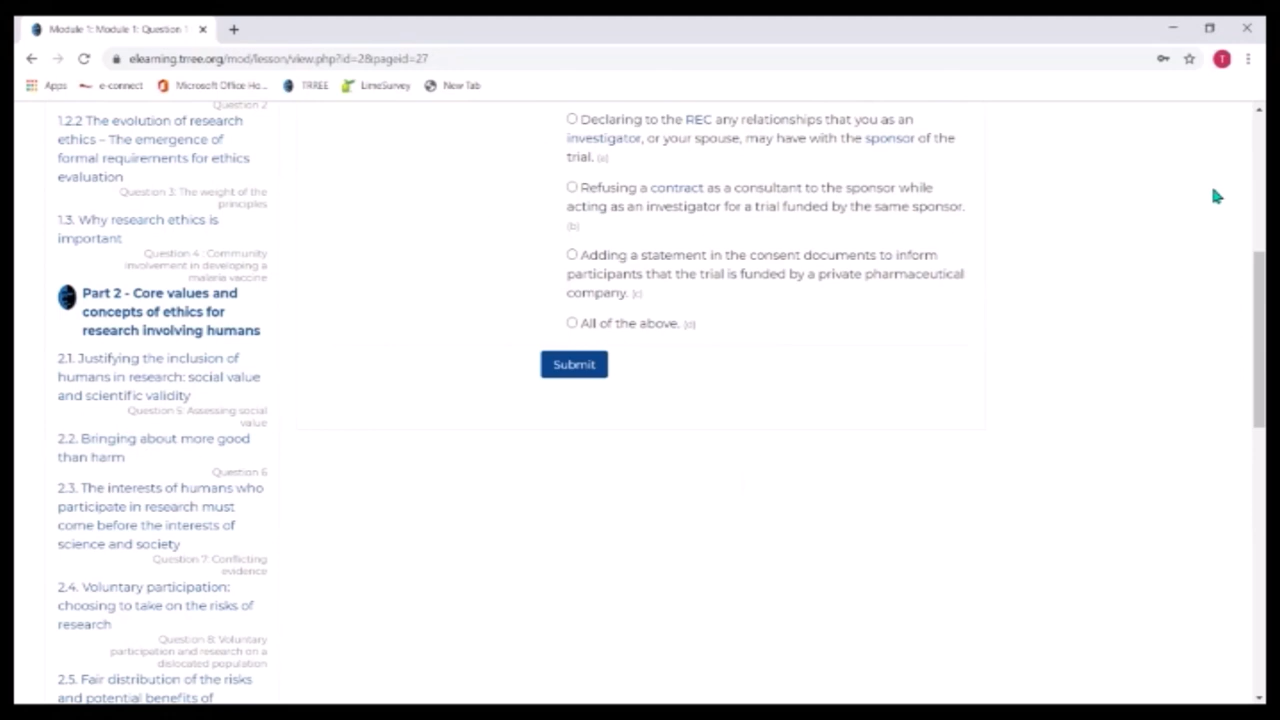 Module 1: Module 1: Question 1
elearning.trree.org/mod/lesson/view.php?id=2&pageid=27
T
Apps
e-connect
Microsoft Office Ho...
TRREE
LimeSurvey
New Tab
Question 2
1.2.2 The evolution of research
ethics – The emergence of
formal requirements for ethics
evaluation
Question 3: The weight of the
principles
1.3. Why research ethics is
important
Question 4 : Community
involvement in developing a
malaria vaccine
Part 2 - Core values and
concepts of ethics for
research involving humans
2.1. Justifying the inclusion of
humans in research: social value
and scientific validity
Question 5: Assessing social
value
2.2. Bringing about more good
than harm
Question 6
2.3. The interests of humans who
participate in research must
come before the interests of
science and society
Question 7: Conflicting
evidence
2.4. Voluntary participation:
choosing to take on the risks of
research
Question 8: Voluntary
participation and research on a
dislocated population
2.5. Fair distribution of the risks
and potential benefits of
Declaring to the REC any relationships that you as an
investigator, or your spouse, may have with the sponsor of the
trial. (a)
Refusing a contract as a consultant to the sponsor while
acting as an investigator for a trial funded by the same sponsor.
(b)
Adding a statement in the consent documents to inform
participants that the trial is funded by a private pharmaceutical
company. (c)
All of the above. (d)
Submit